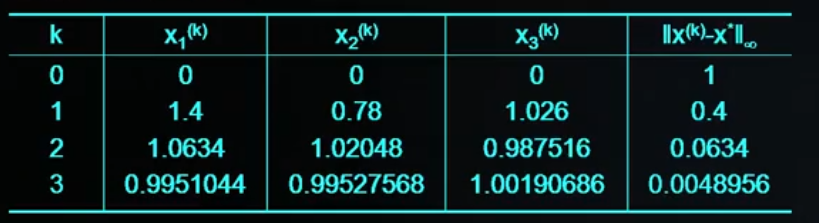 k x₁⁽ᵏ⁾ x₂⁽ᵏ⁾ x₃⁽ᵏ⁾ ‖x⁽ᵏ⁾-x*‖∞
0 0 0 0 1
1 1.4 0.78 1.026 0.4
2 1.0634 1.02048 0.987516 0.0634
3 0.9951044 0.99527568 1.00190686 0.0048956